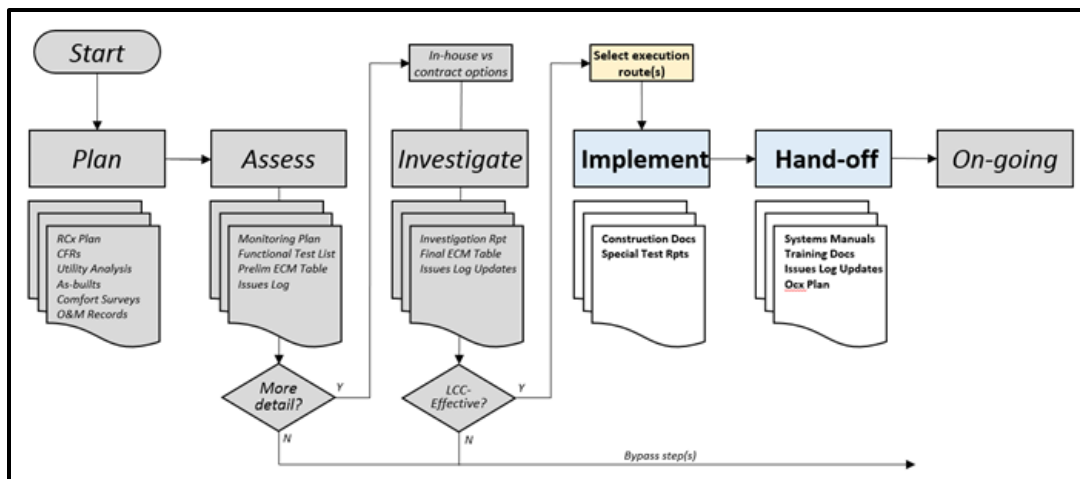 Start
In-house vs
contract options
Select execution
route(s)
Plan
Assess
Investigate
Implement
Hand-off
On-going
RCx Plan
CFRs
Utility Analysis
As-builts
Comfort Surveys
O&M Records
Monitoring Plan
Functional Test List
Prelim ECM Table
Issues Log
Investigation Rpt
Final ECM Table
Issues Log Updates
Construction Docs
Special Test Rpts
Systems Manuals
Training Docs
Issues Log Updates
Ocx Plan
More
detail?
Y
N
LCC-
Effective?
Y
N
Bypass step(s)